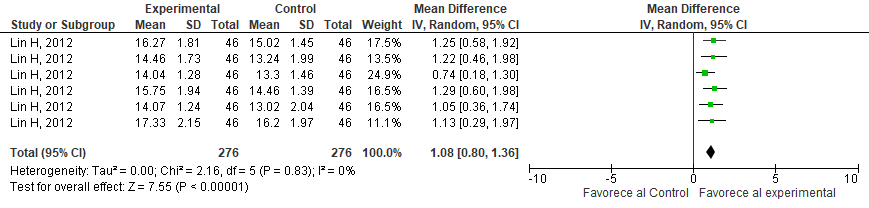 Experimental Control Mean Difference Mean Difference
Study or Subgroup Mean SD Total Mean SD Total Weight IV, Random, 95% CI IV, Random, 95% CI
Lin H, 2012 16.27 1.81 46 15.02 1.45 46 17.5% 1.25 [0.58, 1.92]
Lin H, 2012 14.46 1.73 46 13.24 1.99 46 13.5% 1.22 [0.46, 1.98]
Lin H, 2012 14.04 1.28 46 13.3 1.46 46 24.9% 0.74 [0.18, 1.30]
Lin H, 2012 15.75 1.94 46 14.46 1.39 46 16.5% 1.29 [0.60, 1.98]
Lin H, 2012 14.07 1.24 46 13.02 2.04 46 16.5% 1.05 [0.36, 1.74]
Lin H, 2012 17.33 2.15 46 16.2 1.97 46 11.1% 1.13 [0.29, 1.97]
Total (95% CI) 276 276 100.0% 1.08 [0.80, 1.36]
Heterogeneity: Tau² = 0.00; Chi² = 2.16, df = 5 (P = 0.83); I² = 0%
Test for overall effect: Z = 7.55 (P < 0.00001)
-10 -5 0 5 10
Favorece al Control Favorece al experimental